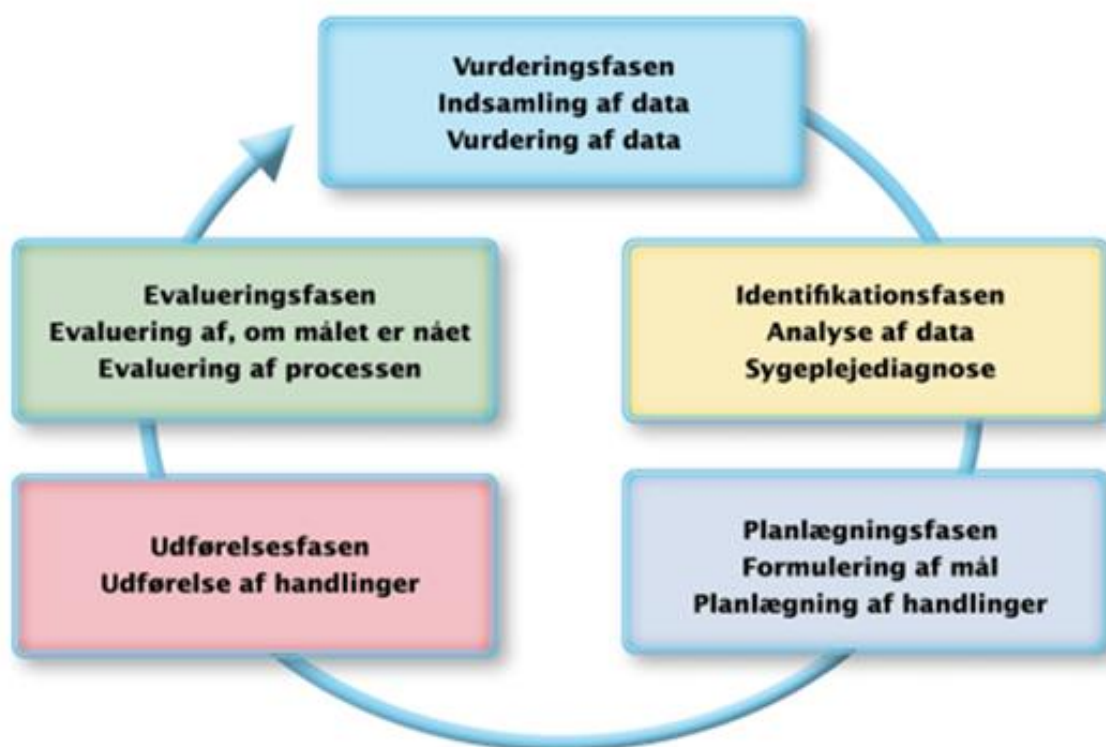 Vurderingsfasen
Indsamling af data
Vurdering af data
Identifikationsfasen
Analyse af data
Sygeplejediagnose
Planlægningsfasen
Formulering af mål
Planlægning af handlinger
Udførelsesfasen
Udførelse af handlinger
Evalueringsfasen
Evaluering af, om målet er nået
Evaluering af processen